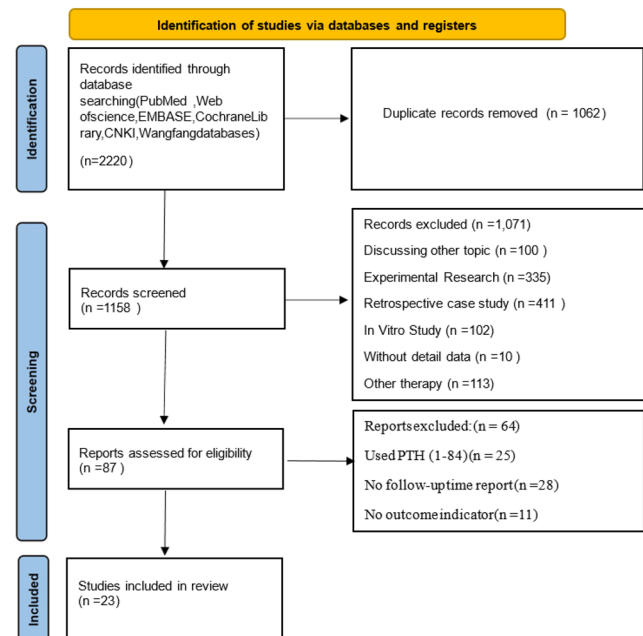 Identification of studies via databases and registers
Identification
Records identified through
database
searching(PubMed ,Web
ofscience,EMBASE,CochraneLib
rary,CNKI,Wangfangdatabases)
(n=2220 )
Duplicate records removed (n = 1062)
Screening
Records screened
(n =1158 )
Records excluded (n =1,071)
Discussing other topic (n =100 )
Experimental Research (n =335)
Retrospective case study (n =411 )
In Vitro Study (n =102)
Without detail data (n =10 )
Other therapy (n =113)
Reports assessed for eligibility
(n =87 )
Reportsexcluded: (n = 64)
Used PTH (1-84) (n = 25)
No follow-uptime report(n =28)
No outcome indicator(n =11)
Included
Studies included in review
(n =23)